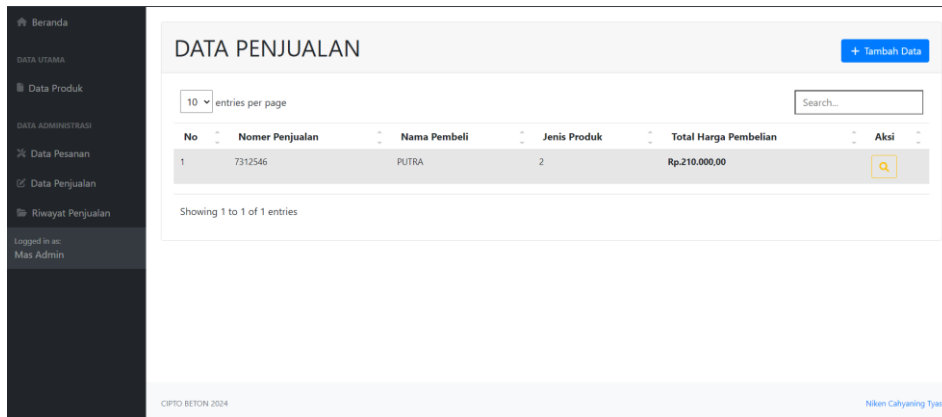 Beranda
DATA UTAMA
Data Produk
DATA ADMINISTRASI
Data Pesanan
Data Penjualan
Riwayat Penjualan
Logged in as:
Mas Admin
DATA PENJUALAN
+ Tambah Data
10 entries per page
Search...
No Nomer Penjualan Nama Pembeli Jenis Produk Total Harga Pembelian Aksi
1 7312546 PUTRA 2 Rp.210.000,00
Showing 1 to 1 of 1 entries
CIPTO BETON 2024
Niken Cahyaning Tyas